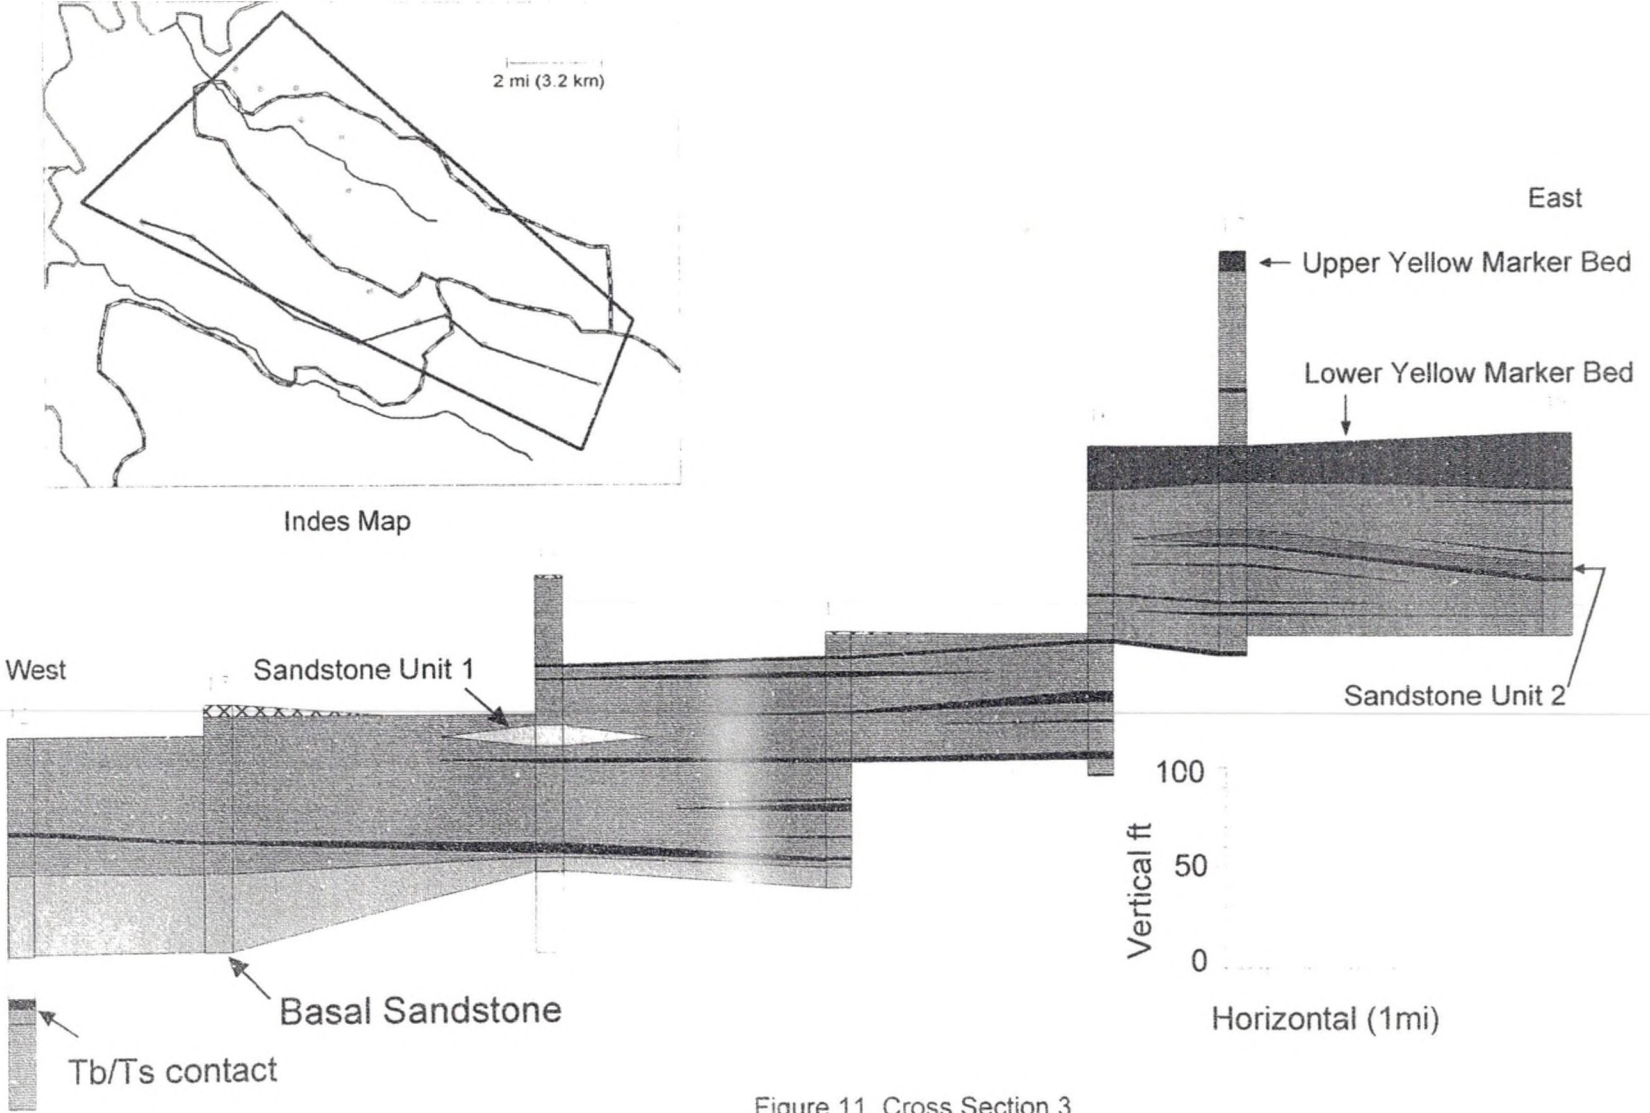 2 mi (3.2 km)
Indes Map
East
Upper Yellow Marker Bed
Lower Yellow Marker Bed
West
Sandstone Unit 1
Sandstone Unit 2
100
50
0
Vertical ft
Horizontal (1mi)
Basal Sandstone
Tb/Ts contact
Figure 11. Cross Section 3